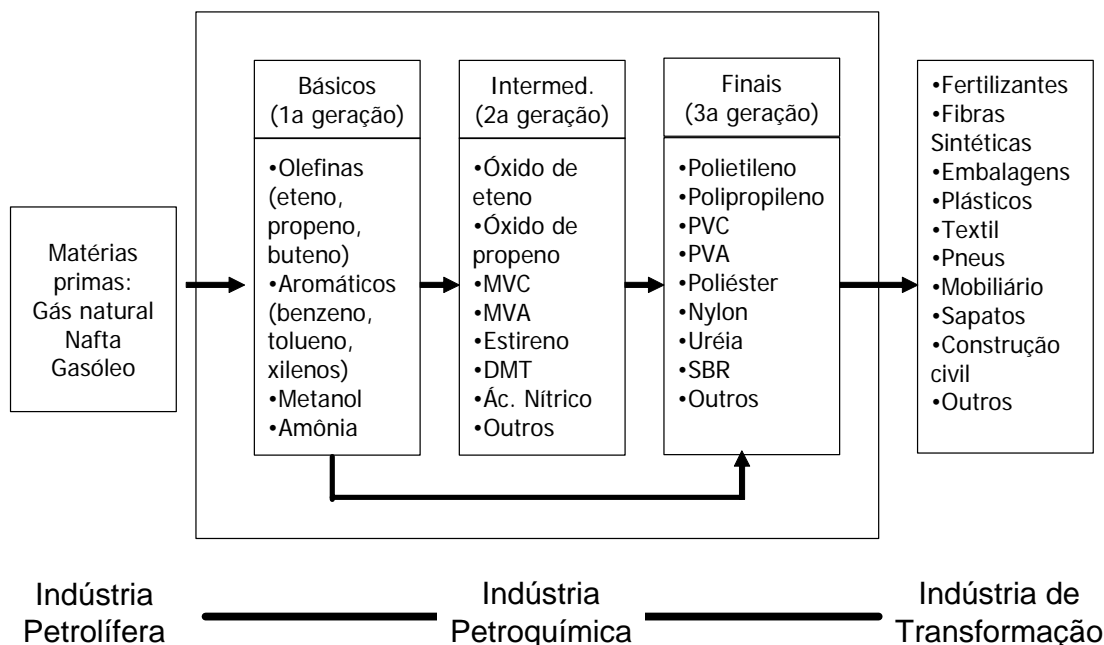 Matérias
primas:
Gás natural
Nafta
Gasóleo
Básicos
(1a geração)
•Olefinas
(eteno,
propeno,
buteno)
•Aromáticos
(benzeno,
tolueno,
xilenos)
•Metanol
•Amônia
Intermed.
(2a geração)
•Óxido de
eteno
•Óxido de
propeno
•MVC
•MVA
•Estireno
•DMT
•Ác. Nítrico
•Outros
Finais
(3a geração)
•Polietileno
•Polipropileno
•PVC
•PVA
•Poliéster
•Nylon
•Uréia
•SBR
•Outros
•Fertilizantes
•Fibras
Sintéticas
•Embalagens
•Plásticos
•Textil
•Pneus
•Mobiliário
•Sapatos
•Construção
civil
•Outros
Indústria
Petrolífera
Indústria
Petroquímica
Indústria de
Transformação